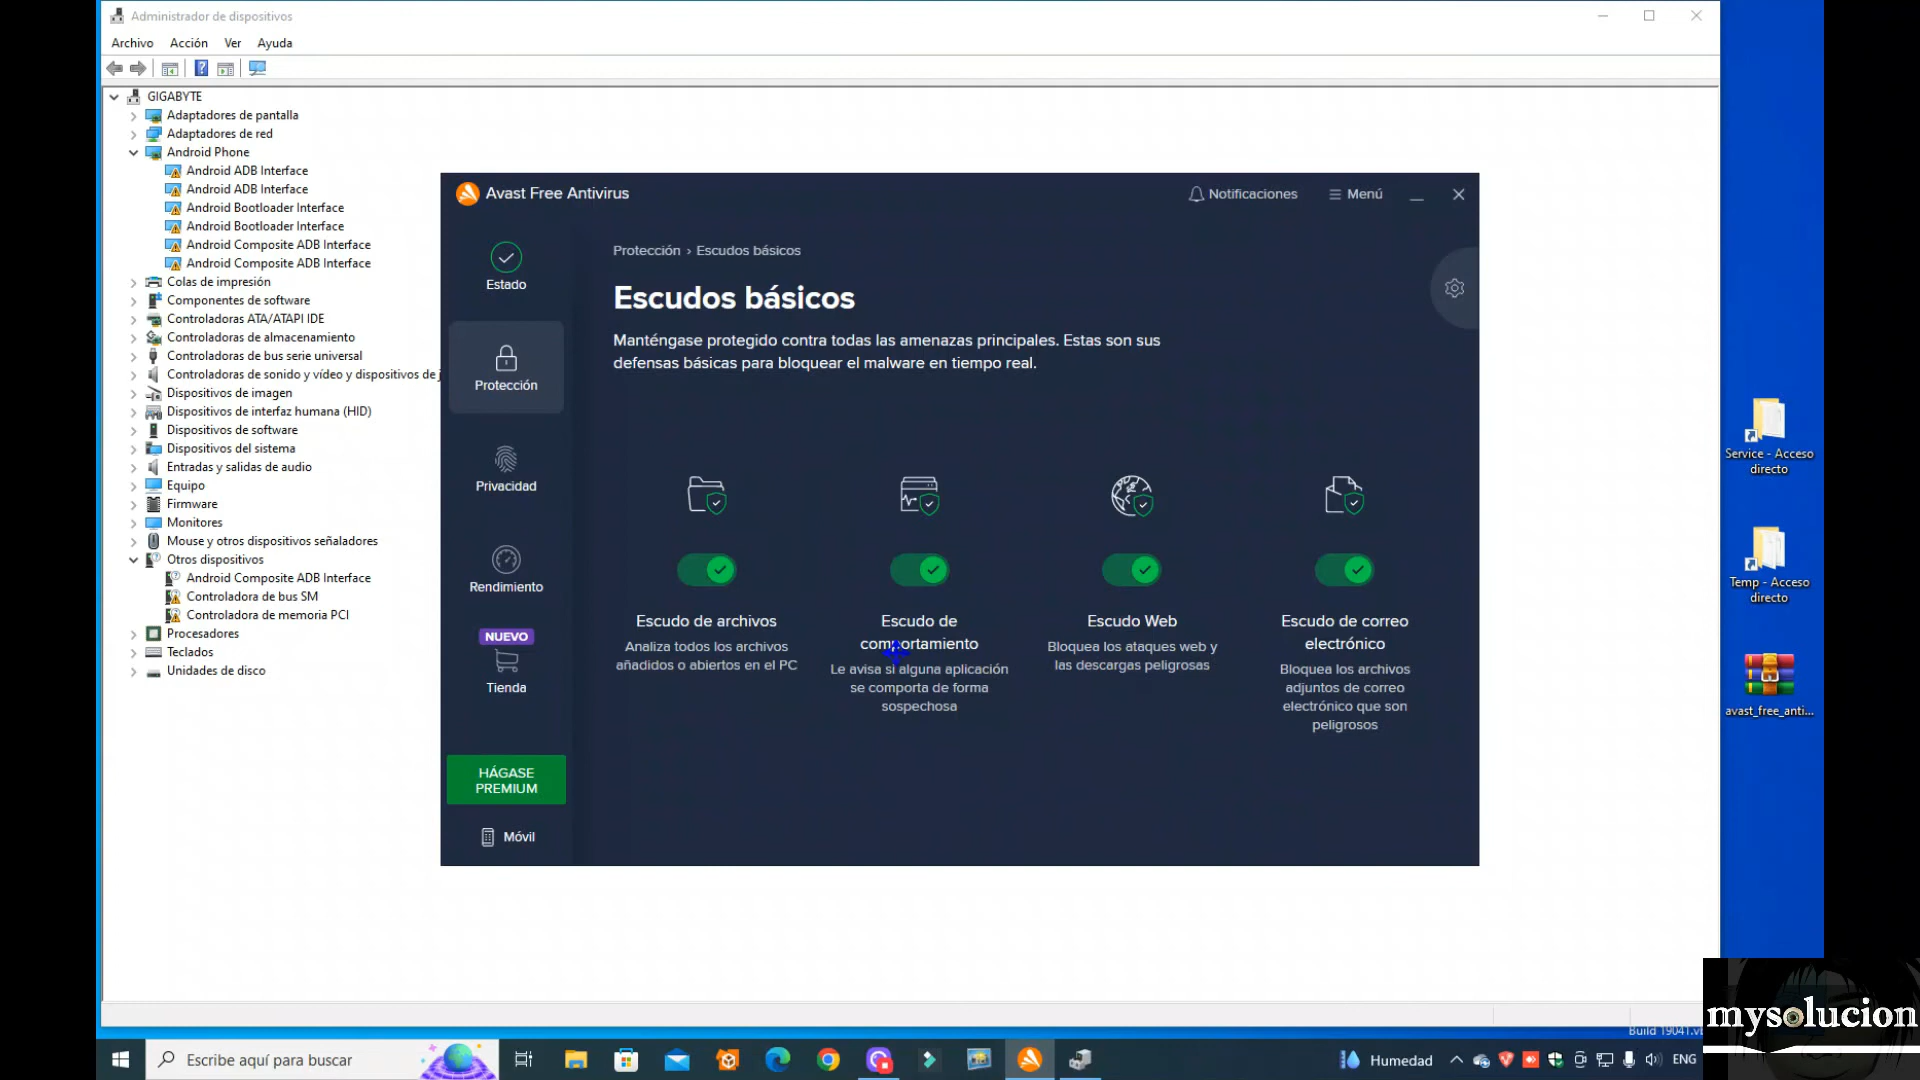 Administrador de dispositivos
Archivo Acción Ver Ayuda
GIGABYTE
Adaptadores de pantalla
Adaptadores de red
Android Phone
Android ADB Interface
Android ADB Interface
Android Bootloader Interface
Android Bootloader Interface
Android Composite ADB Interface
Android Composite ADB Interface
Colas de impresión
Componentes de software
Controladoras ATA/ATAPI IDE
Controladoras de almacenamiento
Controladoras de bus serie universal
Controladoras de sonido y vídeo y dispositivos de j
Dispositivos de imagen
Dispositivos de interfaz humana (HID)
Dispositivos de software
Dispositivos del sistema
Entradas y salidas de audio
Equipo
Firmware
Monitores
Mouse y otros dispositivos señaladores
Otros dispositivos
Android Composite ADB Interface
Controladora de bus SM
Controladora de memoria PCI
Procesadores
Teclados
Unidades de disco
Avast Free Antivirus
Notificaciones
Menú
Estado
Protección
Privacidad
Rendimiento
NUEVO
Tienda
HÁGASE
PREMIUM
Móvil
Protección › Escudos básicos
Escudos básicos
Manténgase protegido contra todas las amenazas principales. Estas son sus
defensas básicas para bloquear el malware en tiempo real.
Escudo de archivos
Analiza todos los archivos
añadidos o abiertos en el PC
Escudo de
comportamiento
Le avisa si alguna aplicación
se comporta de forma
sospechosa
Escudo Web
Bloquea los ataques web y
las descargas peligrosas
Escudo de correo
electrónico
Bloquea los archivos
adjuntos de correo
electrónico que son
peligrosos
Service - Acceso
directo
Temp - Acceso
directo
avast_free_anti...
mysolucion
Build 19041.vb
Escribe aquí para buscar
Humedad
ENG